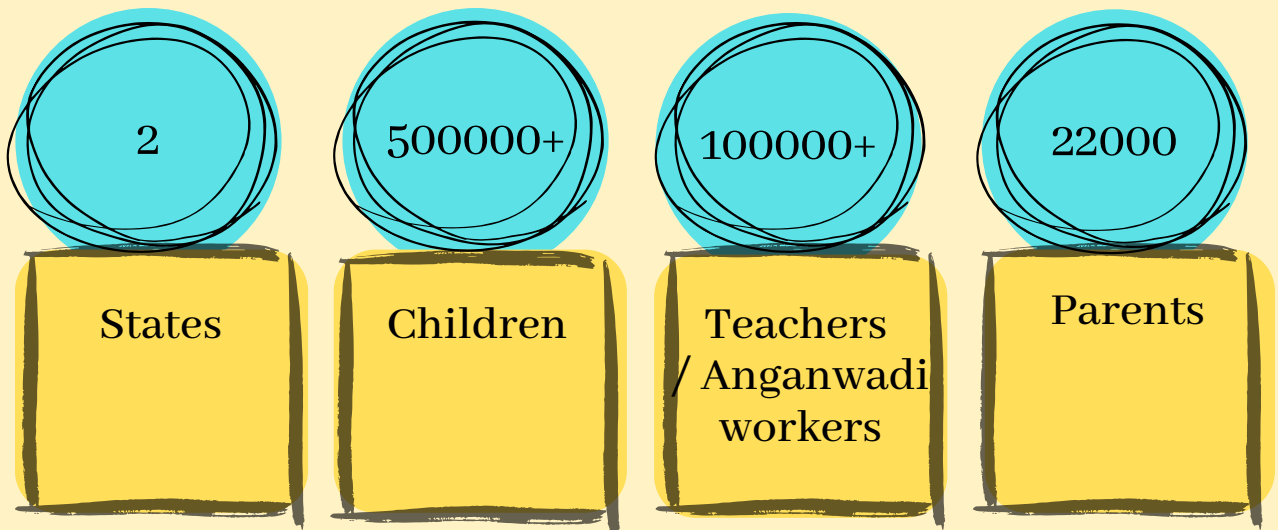 2
500000+
100000+
22000
States
Children
Teachers
/ Anganwadi
workers
Parents